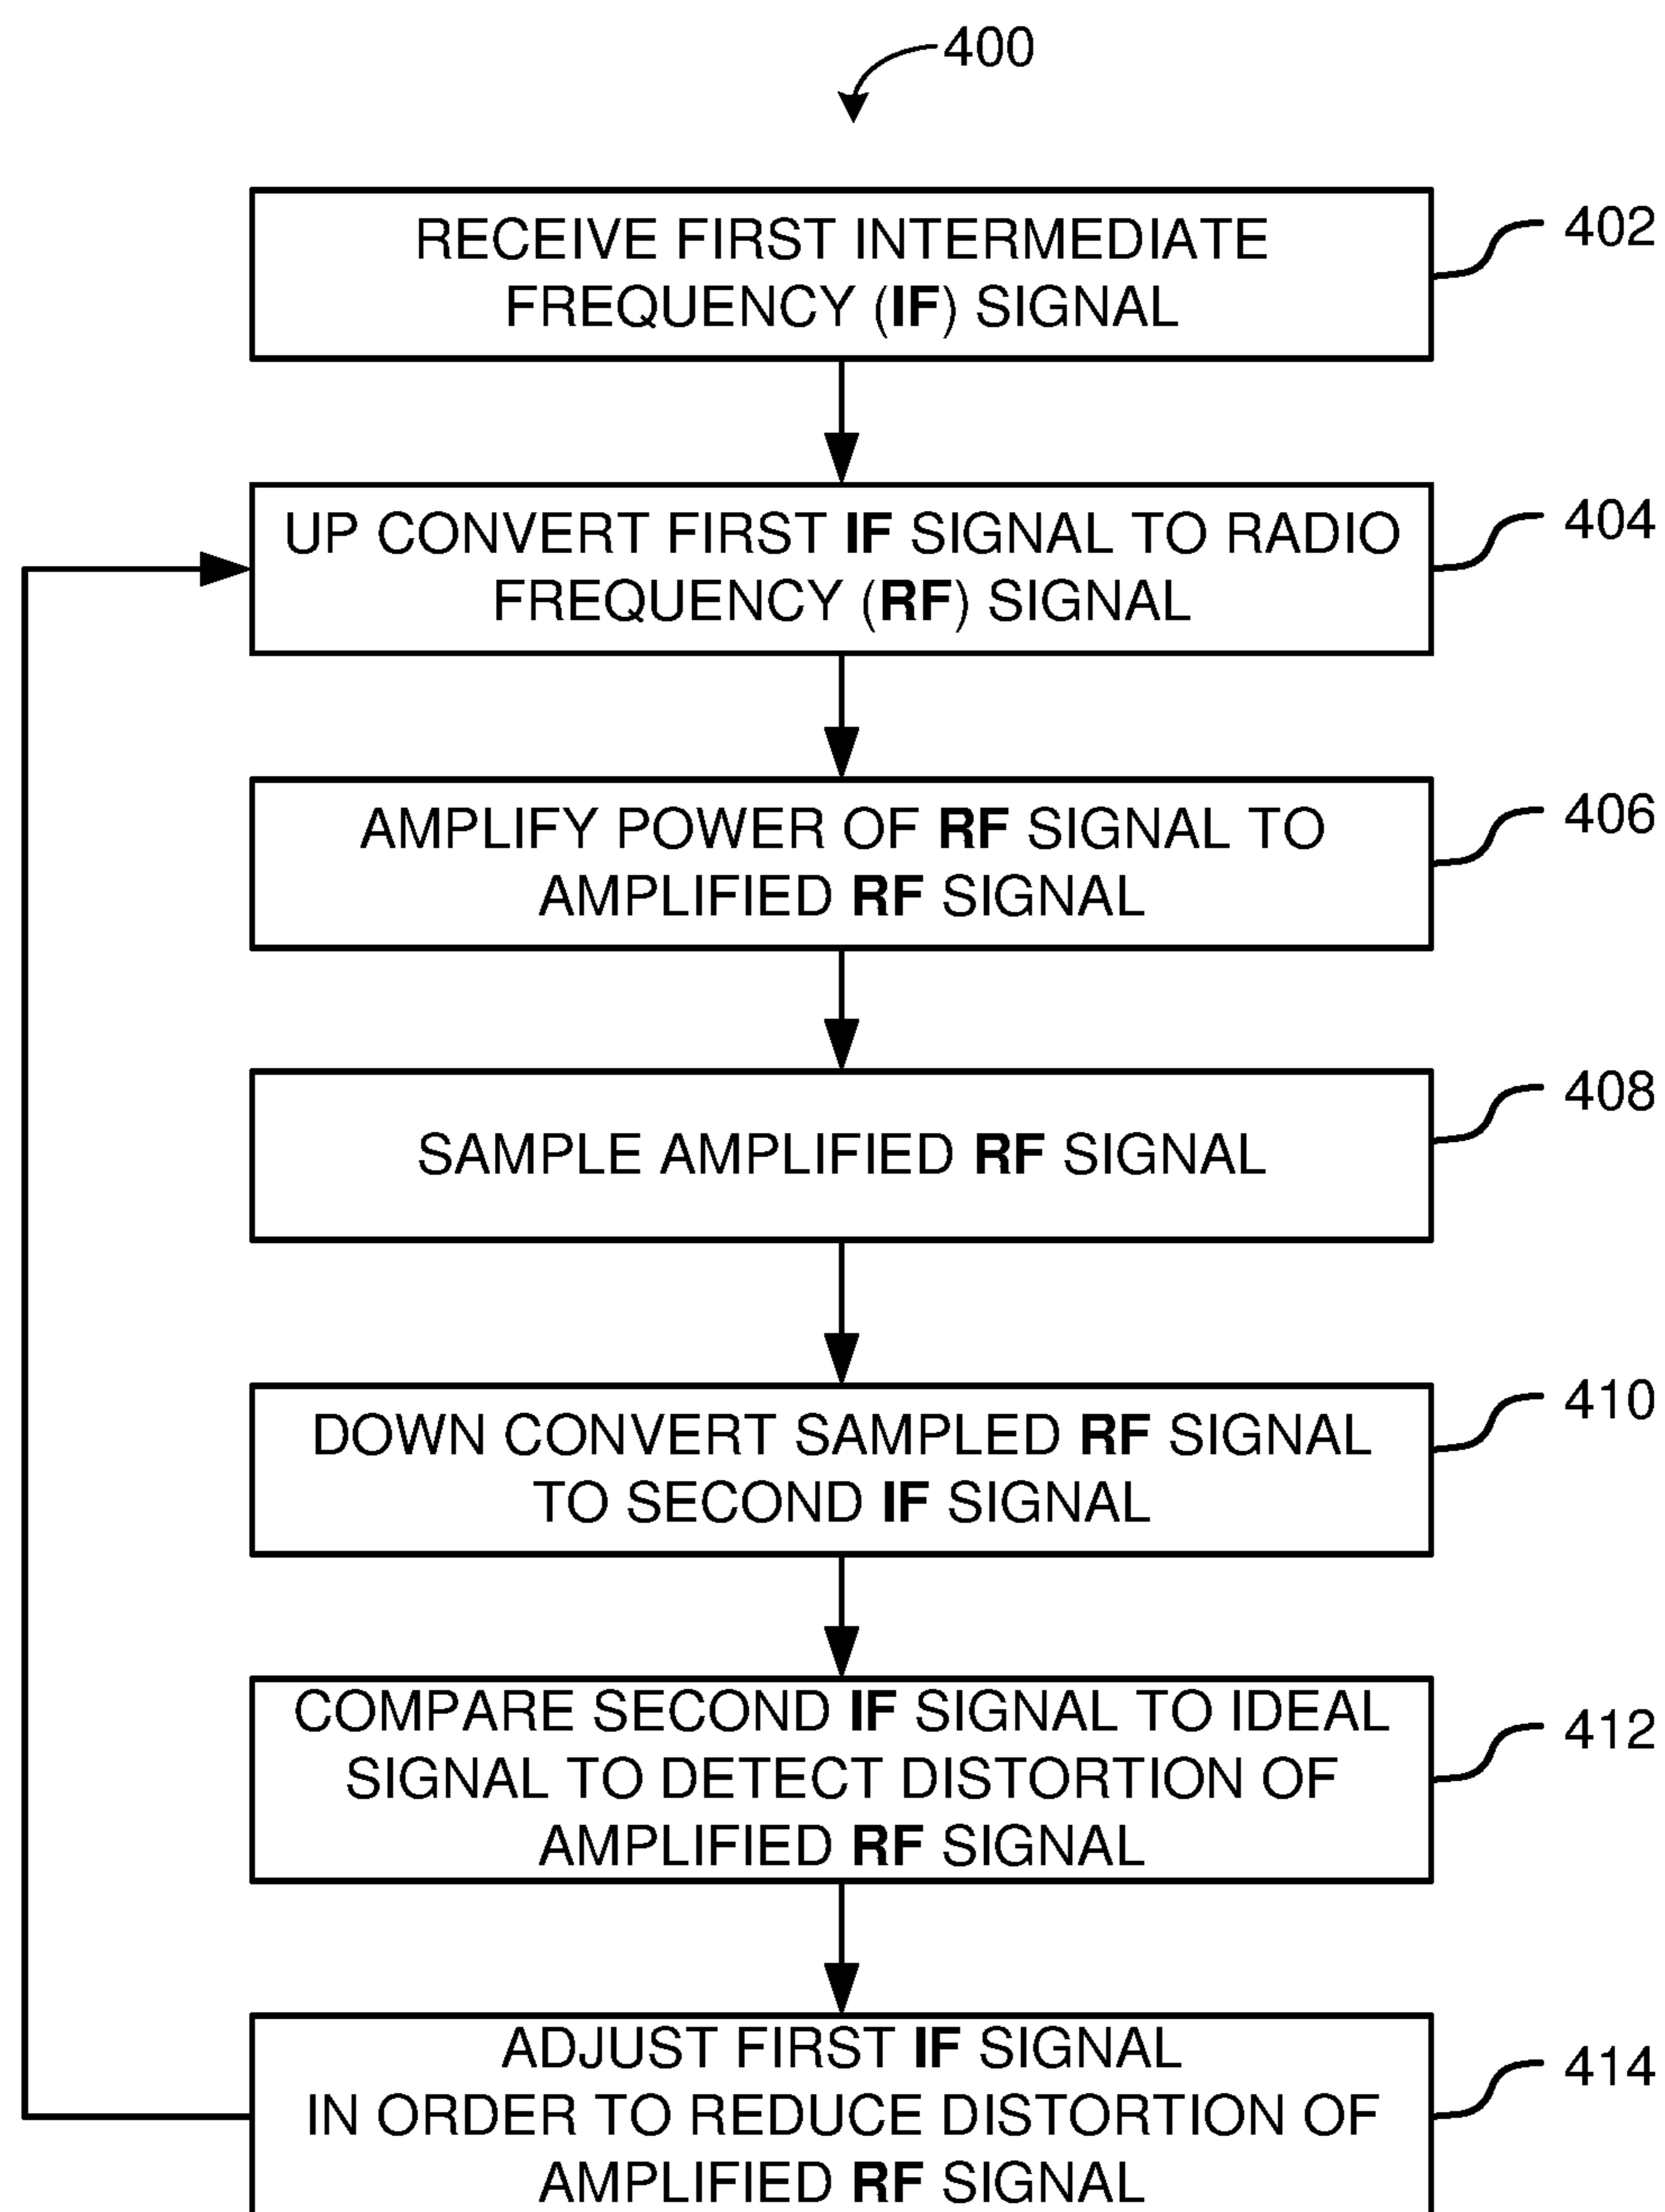 400
RECEIVE FIRST INTERMEDIATE
FREQUENCY (IF) SIGNAL
402
UP CONVERT FIRST IF SIGNAL TO RADIO
FREQUENCY (RF) SIGNAL
404
AMPLIFY POWER OF RF SIGNAL TO
AMPLIFIED RF SIGNAL
406
SAMPLE AMPLIFIED RF SIGNAL
408
DOWN CONVERT SAMPLED RF SIGNAL
TO SECOND IF SIGNAL
410
COMPARE SECOND IF SIGNAL TO IDEAL
SIGNAL TO DETECT DISTORTION OF
AMPLIFIED RF SIGNAL
412
ADJUST FIRST IF SIGNAL
IN ORDER TO REDUCE DISTORTION OF
AMPLIFIED RF SIGNAL
414